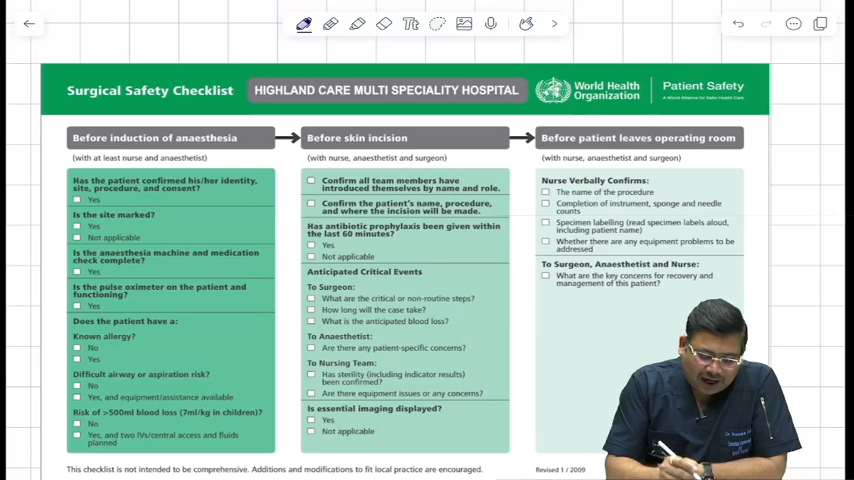 Tt
Surgical Safety Checklist
HIGHLAND CARE MULTI SPECIALITY HOSPITAL
World Health
Organization
Patient Safety
A World Alliance for Safer Health Care
Before induction of anaesthesia
(with at least nurse and anaesthetist)
Has the patient confirmed his/her identity,
site, procedure, and consent?
Yes
Is the site marked?
Yes
Not applicable
Is the anaesthesia machine and medication
check complete?
Yes
Is the pulse oximeter on the patient and
functioning?
Yes
Does the patient have a:
Known allergy?
No
Yes
Difficult airway or aspiration risk?
No
Yes, and equipment/assistance available
Risk of >500ml blood loss (7ml/kg in children)?
No
Yes, and two IVs/central access and fluids
planned
Before skin incision
(with nurse, anaesthetist and surgeon)
Confirm all team members have
introduced themselves by name and role.
Confirm the patient's name, procedure,
and where the incision will be made.
Has antibiotic prophylaxis been given within
the last 60 minutes?
Yes
Not applicable
Anticipated Critical Events
To Surgeon:
What are the critical or non-routine steps?
How long will the case take?
What is the anticipated blood loss?
To Anaesthetist:
Are there any patient-specific concerns?
To Nursing Team:
Has sterility (including indicator results)
been confirmed?
Are there equipment issues or any concerns?
Is essential imaging displayed?
Yes
Not applicable
Before patient leaves operating room
(with nurse, anaesthetist and surgeon)
Nurse Verbally Confirms:
The name of the procedure
Completion of instrument, sponge and needle
counts
Specimen labelling (read specimen labels aloud,
including patient name)
Whether there are any equipment problems to be
addressed
To Surgeon, Anaesthetist and Nurse:
What are the key concerns for recovery and
management of this patient?
This checklist is not intended to be comprehensive. Additions and modifications to fit local practice are encouraged.
Revised 1 / 2009